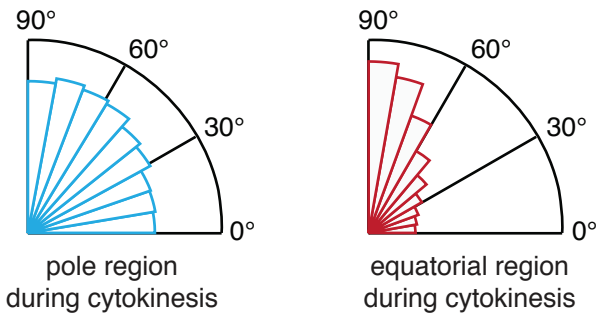 90°
60°
30°
0°
pole region
during cytokinesis
90°
60°
30°
0°
equatorial region
during cytokinesis